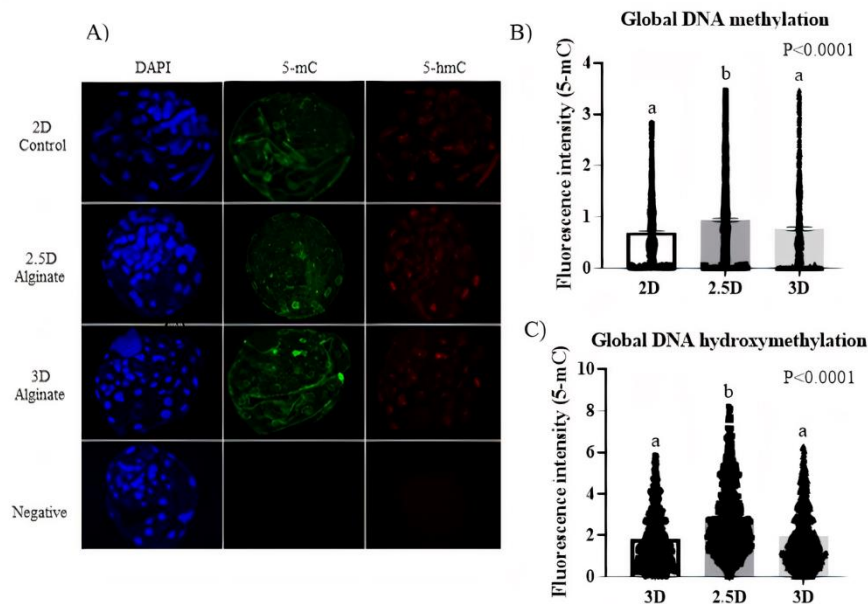 A)
DAPI 5-mC 5-hmC
2D
Control
2.5D
Alginate
3D
Alginate
Negative
B)
Global DNA methylation
P<0.0001
Fluorescence intensity (5-mC)
4
3
2
1
0
a b a
2D 2.5D 3D
C)
Global DNA hydroxymethylation
P<0.0001
Fluorescence intensity (5-mC)
10
8
6
4
2
0
a b a
3D 2.5D 3D